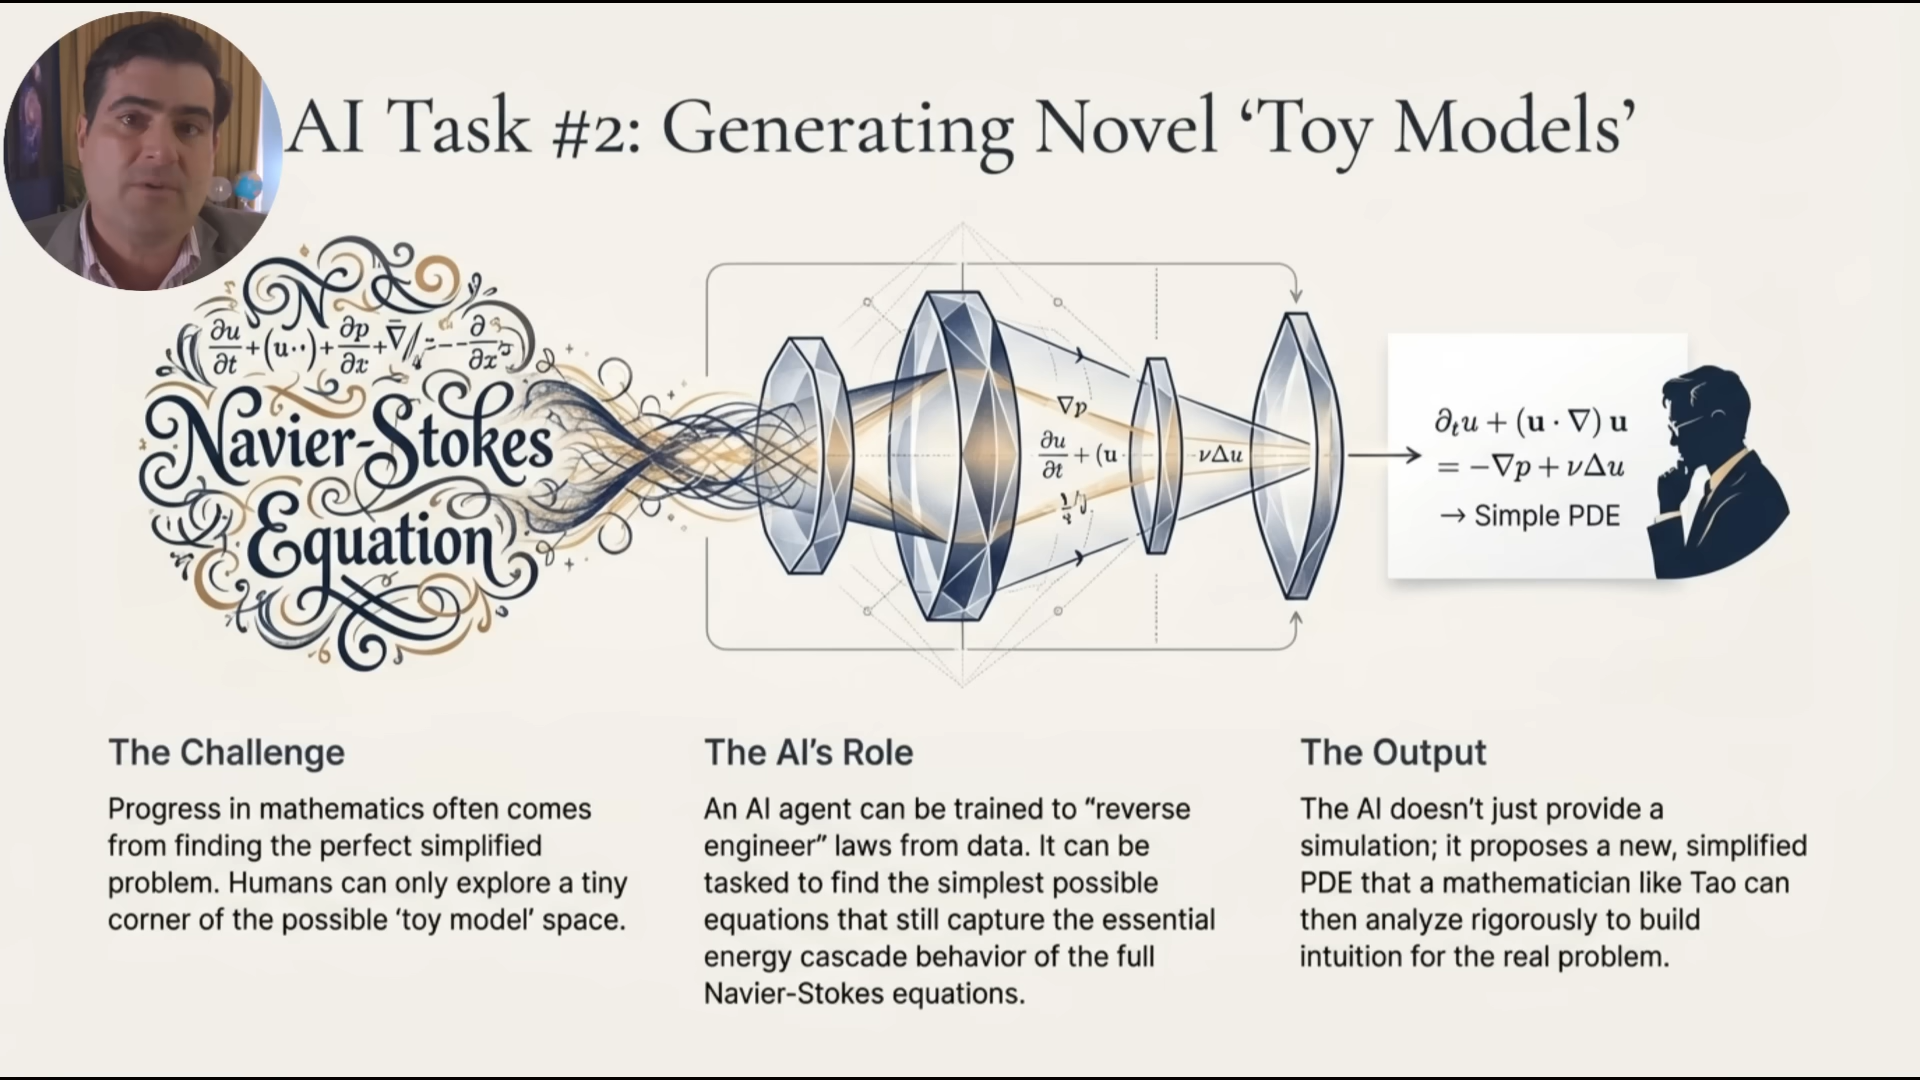 AI Task #2: Generating Novel ‘Toy Models’
Navier-Stokes
Equation
∇p
∂u/∂t + (u ·
νΔu
∂ₜu + (u · ∇) u
= −∇p + νΔu
→ Simple PDE
The Challenge
Progress in mathematics often comes
from finding the perfect simplified
problem. Humans can only explore a tiny
corner of the possible ‘toy model’ space.
The AI’s Role
An AI agent can be trained to “reverse
engineer” laws from data. It can be
tasked to find the simplest possible
equations that still capture the essential
energy cascade behavior of the full
Navier-Stokes equations.
The Output
The AI doesn’t just provide a
simulation; it proposes a new, simplified
PDE that a mathematician like Tao can
then analyze rigorously to build
intuition for the real problem.